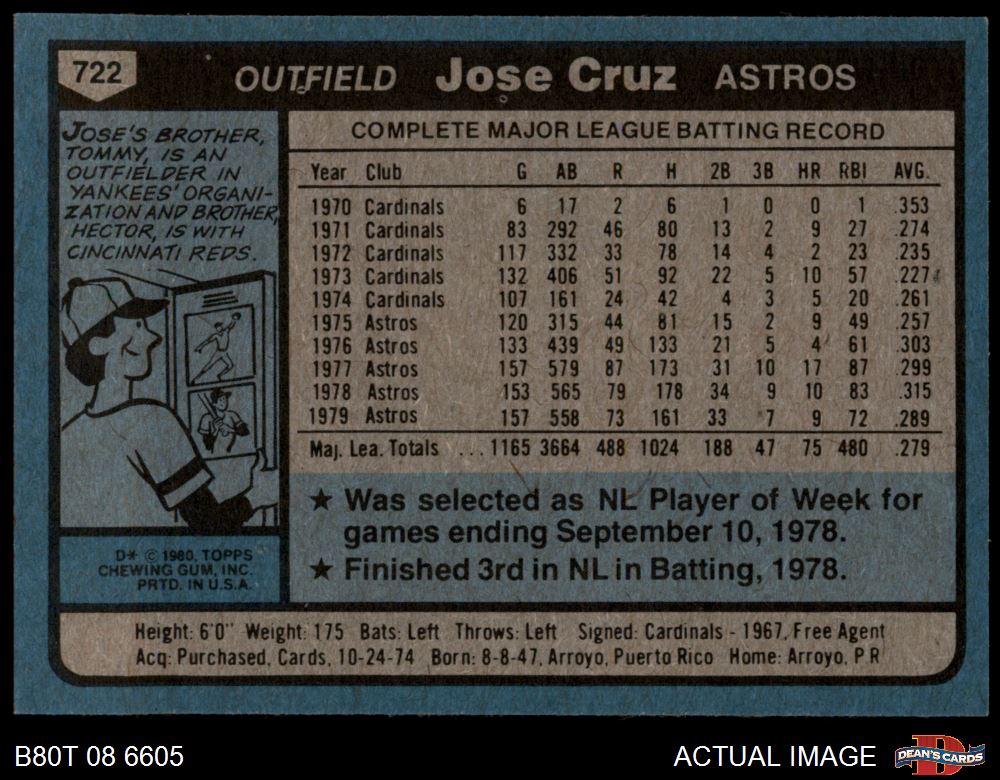 722 OUTFIELD Jose Cruz ASTROS
JOSE'S BROTHER,
TOMMY, IS AN
OUTFIELDER IN
YANKEES' ORGANI-
ZATION AND BROTHER,
HECTOR, IS WITH
CINCINNATI REDS.
COMPLETE MAJOR LEAGUE BATTING RECORD
Year Club G AB R H 2B 3B HR RBI AVG.
1970 Cardinals 6 17 2 6 1 0 0 1 .353
1971 Cardinals 83 292 46 80 13 2 9 27 .274
1972 Cardinals 117 332 33 78 14 4 2 23 .235
1973 Cardinals 132 406 51 92 22 5 10 57 .227
1974 Cardinals 107 161 24 42 4 3 5 20 .261
1975 Astros 120 315 44 81 15 2 9 49 .257
1976 Astros 133 439 49 133 21 5 4 61 .303
1977 Astros 157 579 87 173 31 10 17 87 .299
1978 Astros 153 565 79 178 34 9 10 83 .315
1979 Astros 157 558 73 161 33 7 9 72 .289
Maj. Lea. Totals ...1165 3664 488 1024 188 47 75 480 .279
★ Was selected as NL Player of Week for
games ending September 10, 1978.
★ Finished 3rd in NL in Batting, 1978.
D* © 1980, TOPPS
CHEWING GUM, INC.
PRTD. IN U.S.A.
Height: 6'0" Weight: 175 Bats: Left Throws: Left Signed: Cardinals - 1967, Free Agent
Acq: Purchased, Cards, 10-24-74 Born: 8-8-47, Arroyo, Puerto Rico Home: Arroyo, P R
B80T 08 6605
ACTUAL IMAGE
DEAN'S CARDS